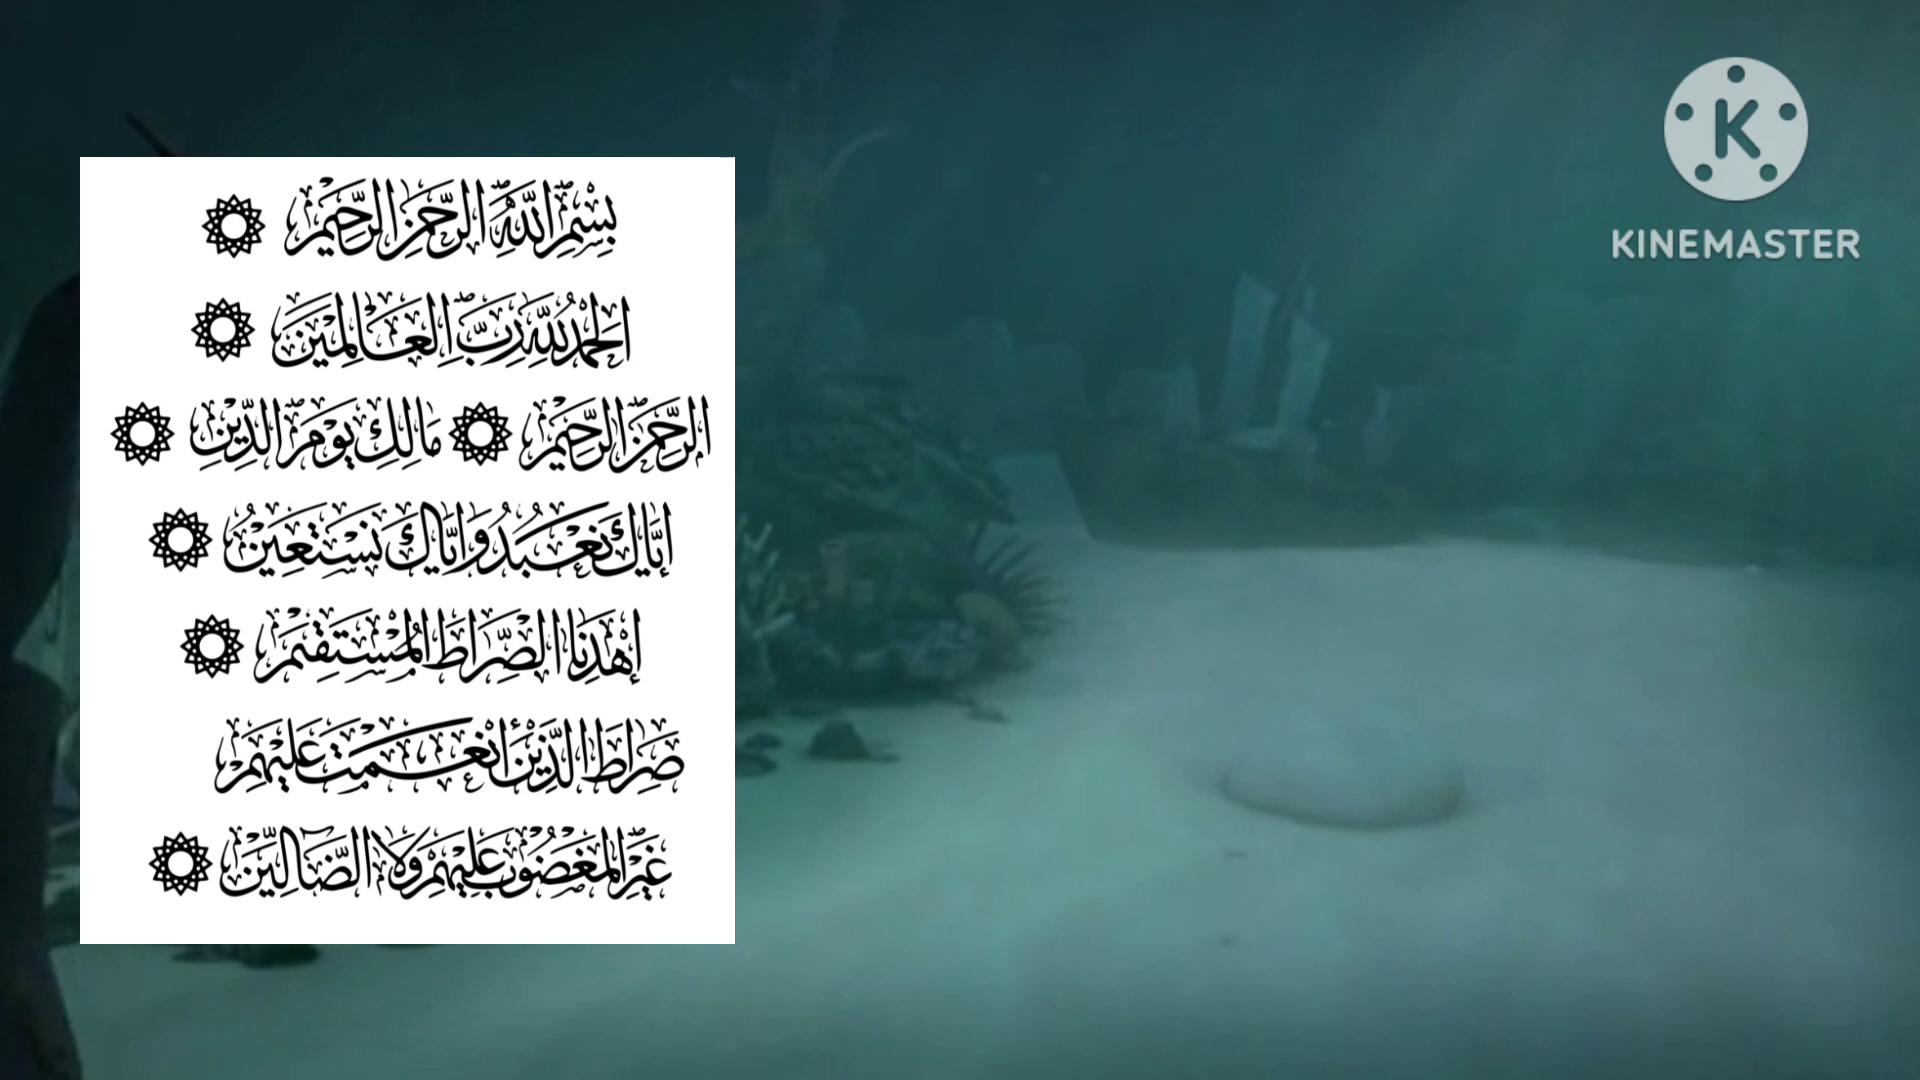 بِسْمِ اللَّهِ الرَّحْمَنِ الرَّحِيمِ
الْحَمْدُ لِلَّهِ رَبِّ الْعَالَمِينَ
الرَّحْمَنِ الرَّحِيمِ مَالِكِ يَوْمِ الدِّينِ
إِيَّاكَ نَعْبُدُ وَإِيَّاكَ نَسْتَعِينُ
إِهْدِنَا الصِّرَاطَ الْمُسْتَقِيمَ
صِرَاطَ الَّذِينَ أَنْعَمْتَ عَلَيْهِمْ
غَيْرِ الْمَغْضُوبِ عَلَيْهِمْ وَلَا الضَّالِّينَ
KINEMASTER